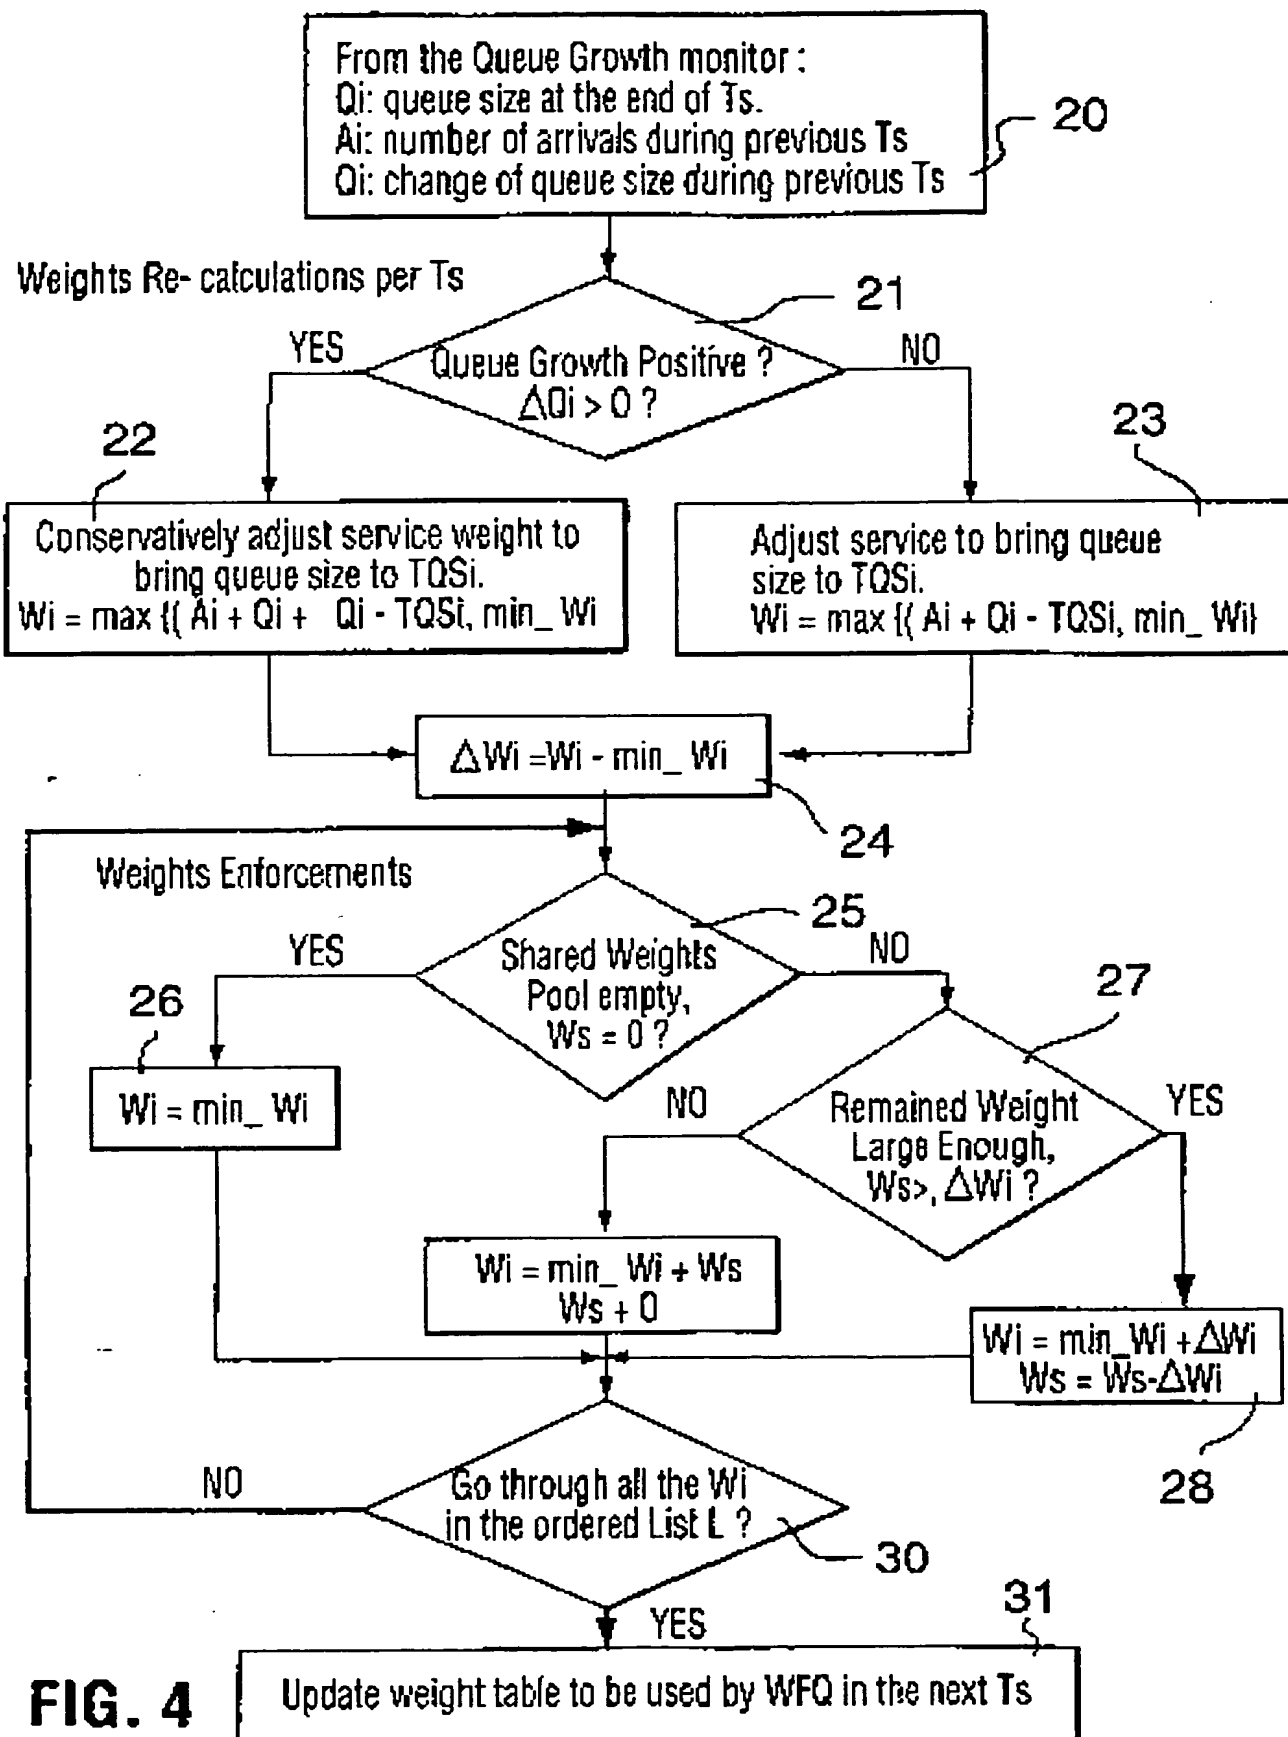 From the Queue Growth monitor :
Qi: queue size at the end of Ts.
Ai: number of arrivals during previous Ts
Qi: change of queue size during previous Ts
20
Weights Re- calculations per Ts
21
YES
Queue Growth Positive ?
ΔQi > 0 ?
NO
22
23
Conservatively adjust service weight to
bring queue size to TQSi.
Wi = max {( Ai + Qi + Qi - TQSi, min_ Wi
Adjust service to bring queue
size to TQSi.
Wi = max {( Ai + Qi - TQSi, min_ Wi}
ΔWi =Wi - min_ Wi
24
Weights Enforcements
25
YES
Shared Weights
Pool empty,
Ws = 0 ?
NO
26
27
Wi = min_ Wi
NO
Remained Weight
Large Enough,
Ws>, ΔWi ?
YES
Wi = min_ Wi + Ws
Ws + 0
Wi = min_Wi +ΔWi
Ws = Ws-ΔWi
28
NO
Go through all the Wi
in the ordered List L ?
30
YES
31
Update weight table to be used by WFQ in the next Ts
FIG. 4